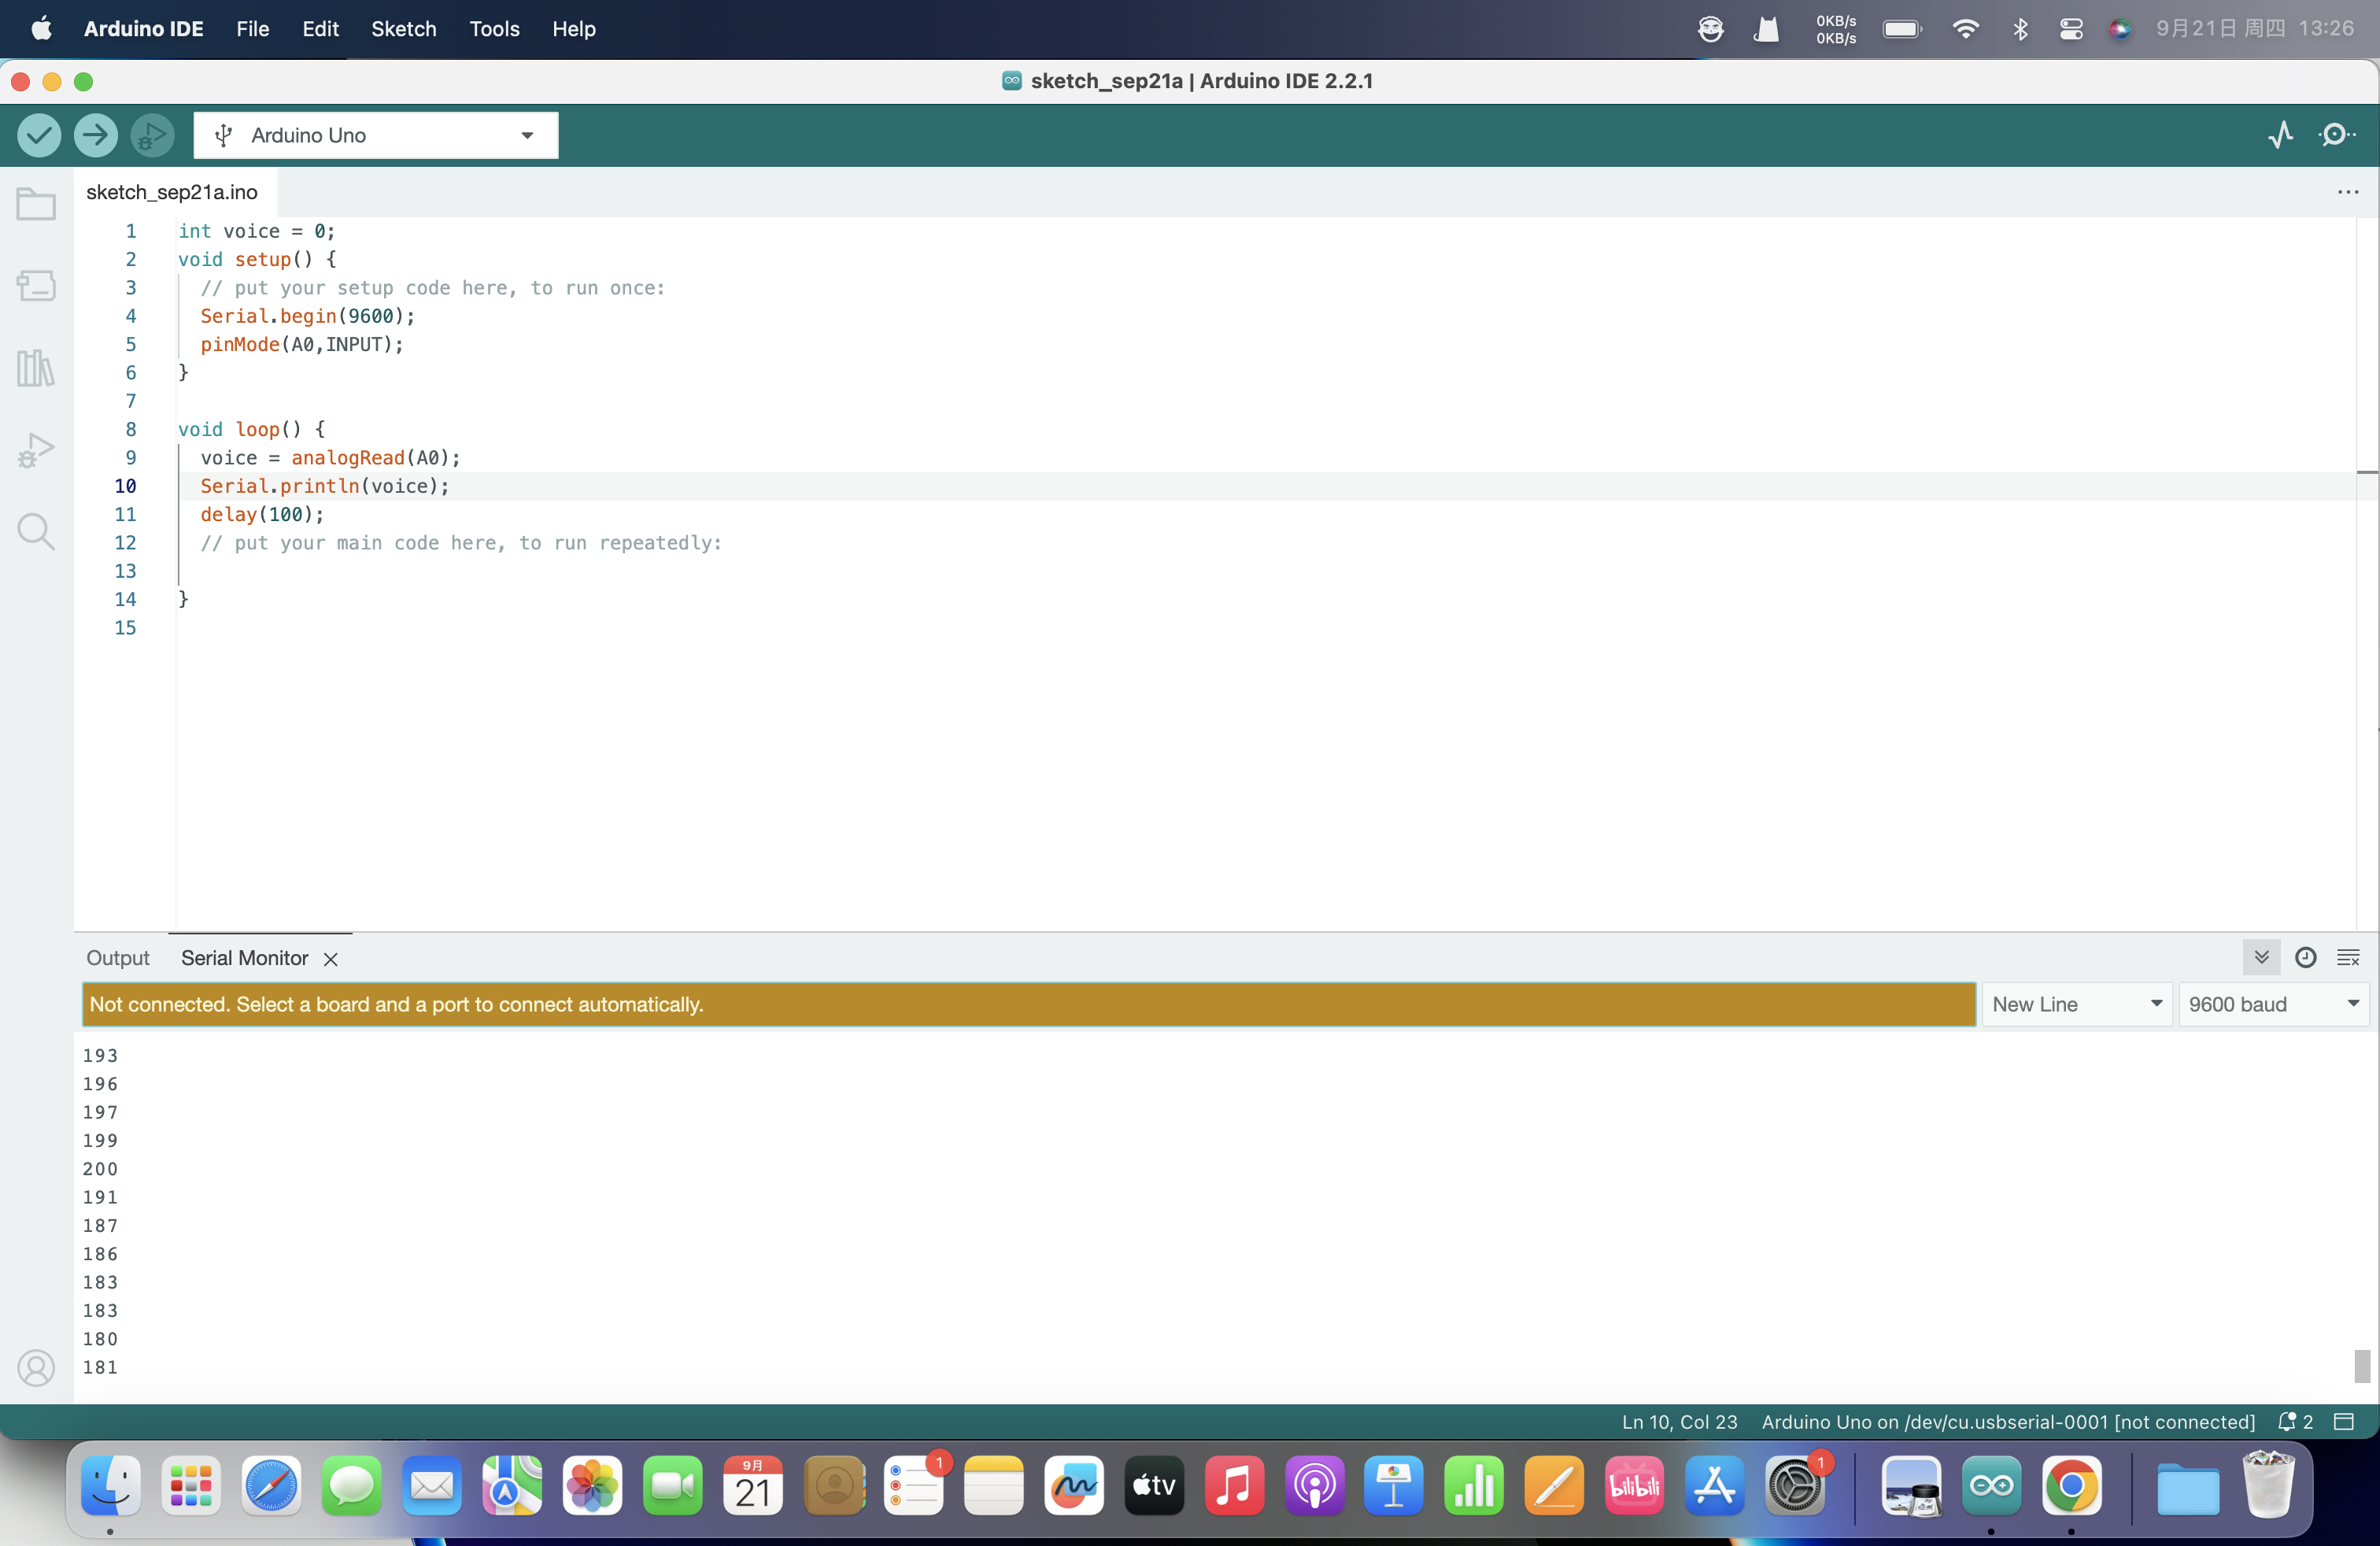 Arduino IDE File Edit Sketch Tools Help 0KB/s 9月21日 周四 13:26
0KB/s
sketch_sep21a | Arduino IDE 2.2.1
Arduino Uno
sketch_sep21a.ino
1 int voice = 0;
2 void setup() {
3 // put your setup code here, to run once:
4 Serial.begin(9600);
5 pinMode(A0,INPUT);
6 }
7
8 void loop() {
9 voice = analogRead(A0);
10 Serial.println(voice);
11 delay(100);
12 // put your main code here, to run repeatedly:
13
14 }
15
Output Serial Monitor
Not connected. Select a board and a port to connect automatically. New Line 9600 baud
193
196
197
199
200
191
187
186
183
183
180
181
Ln 10, Col 23 Arduino Uno on /dev/cu.usbserial-0001 [not connected] 2
9月
21
1
tv
bilibili
1